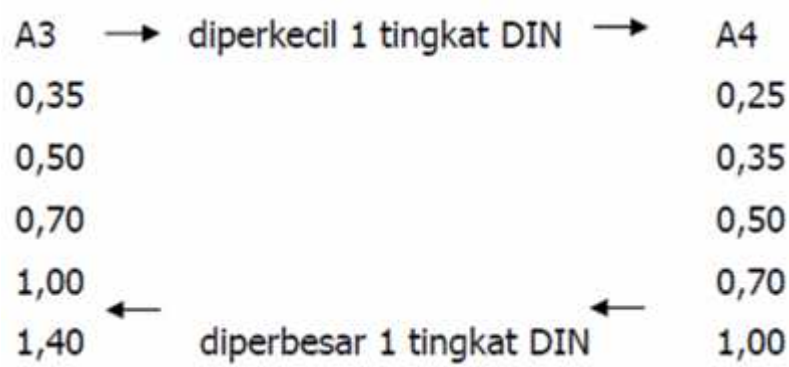 A3 → diperkecil 1 tingkat DIN → A4
0,35 0,25
0,50 0,35
0,70 0,50
1,00 0,70
← ←
1,40 diperbesar 1 tingkat DIN 1,00